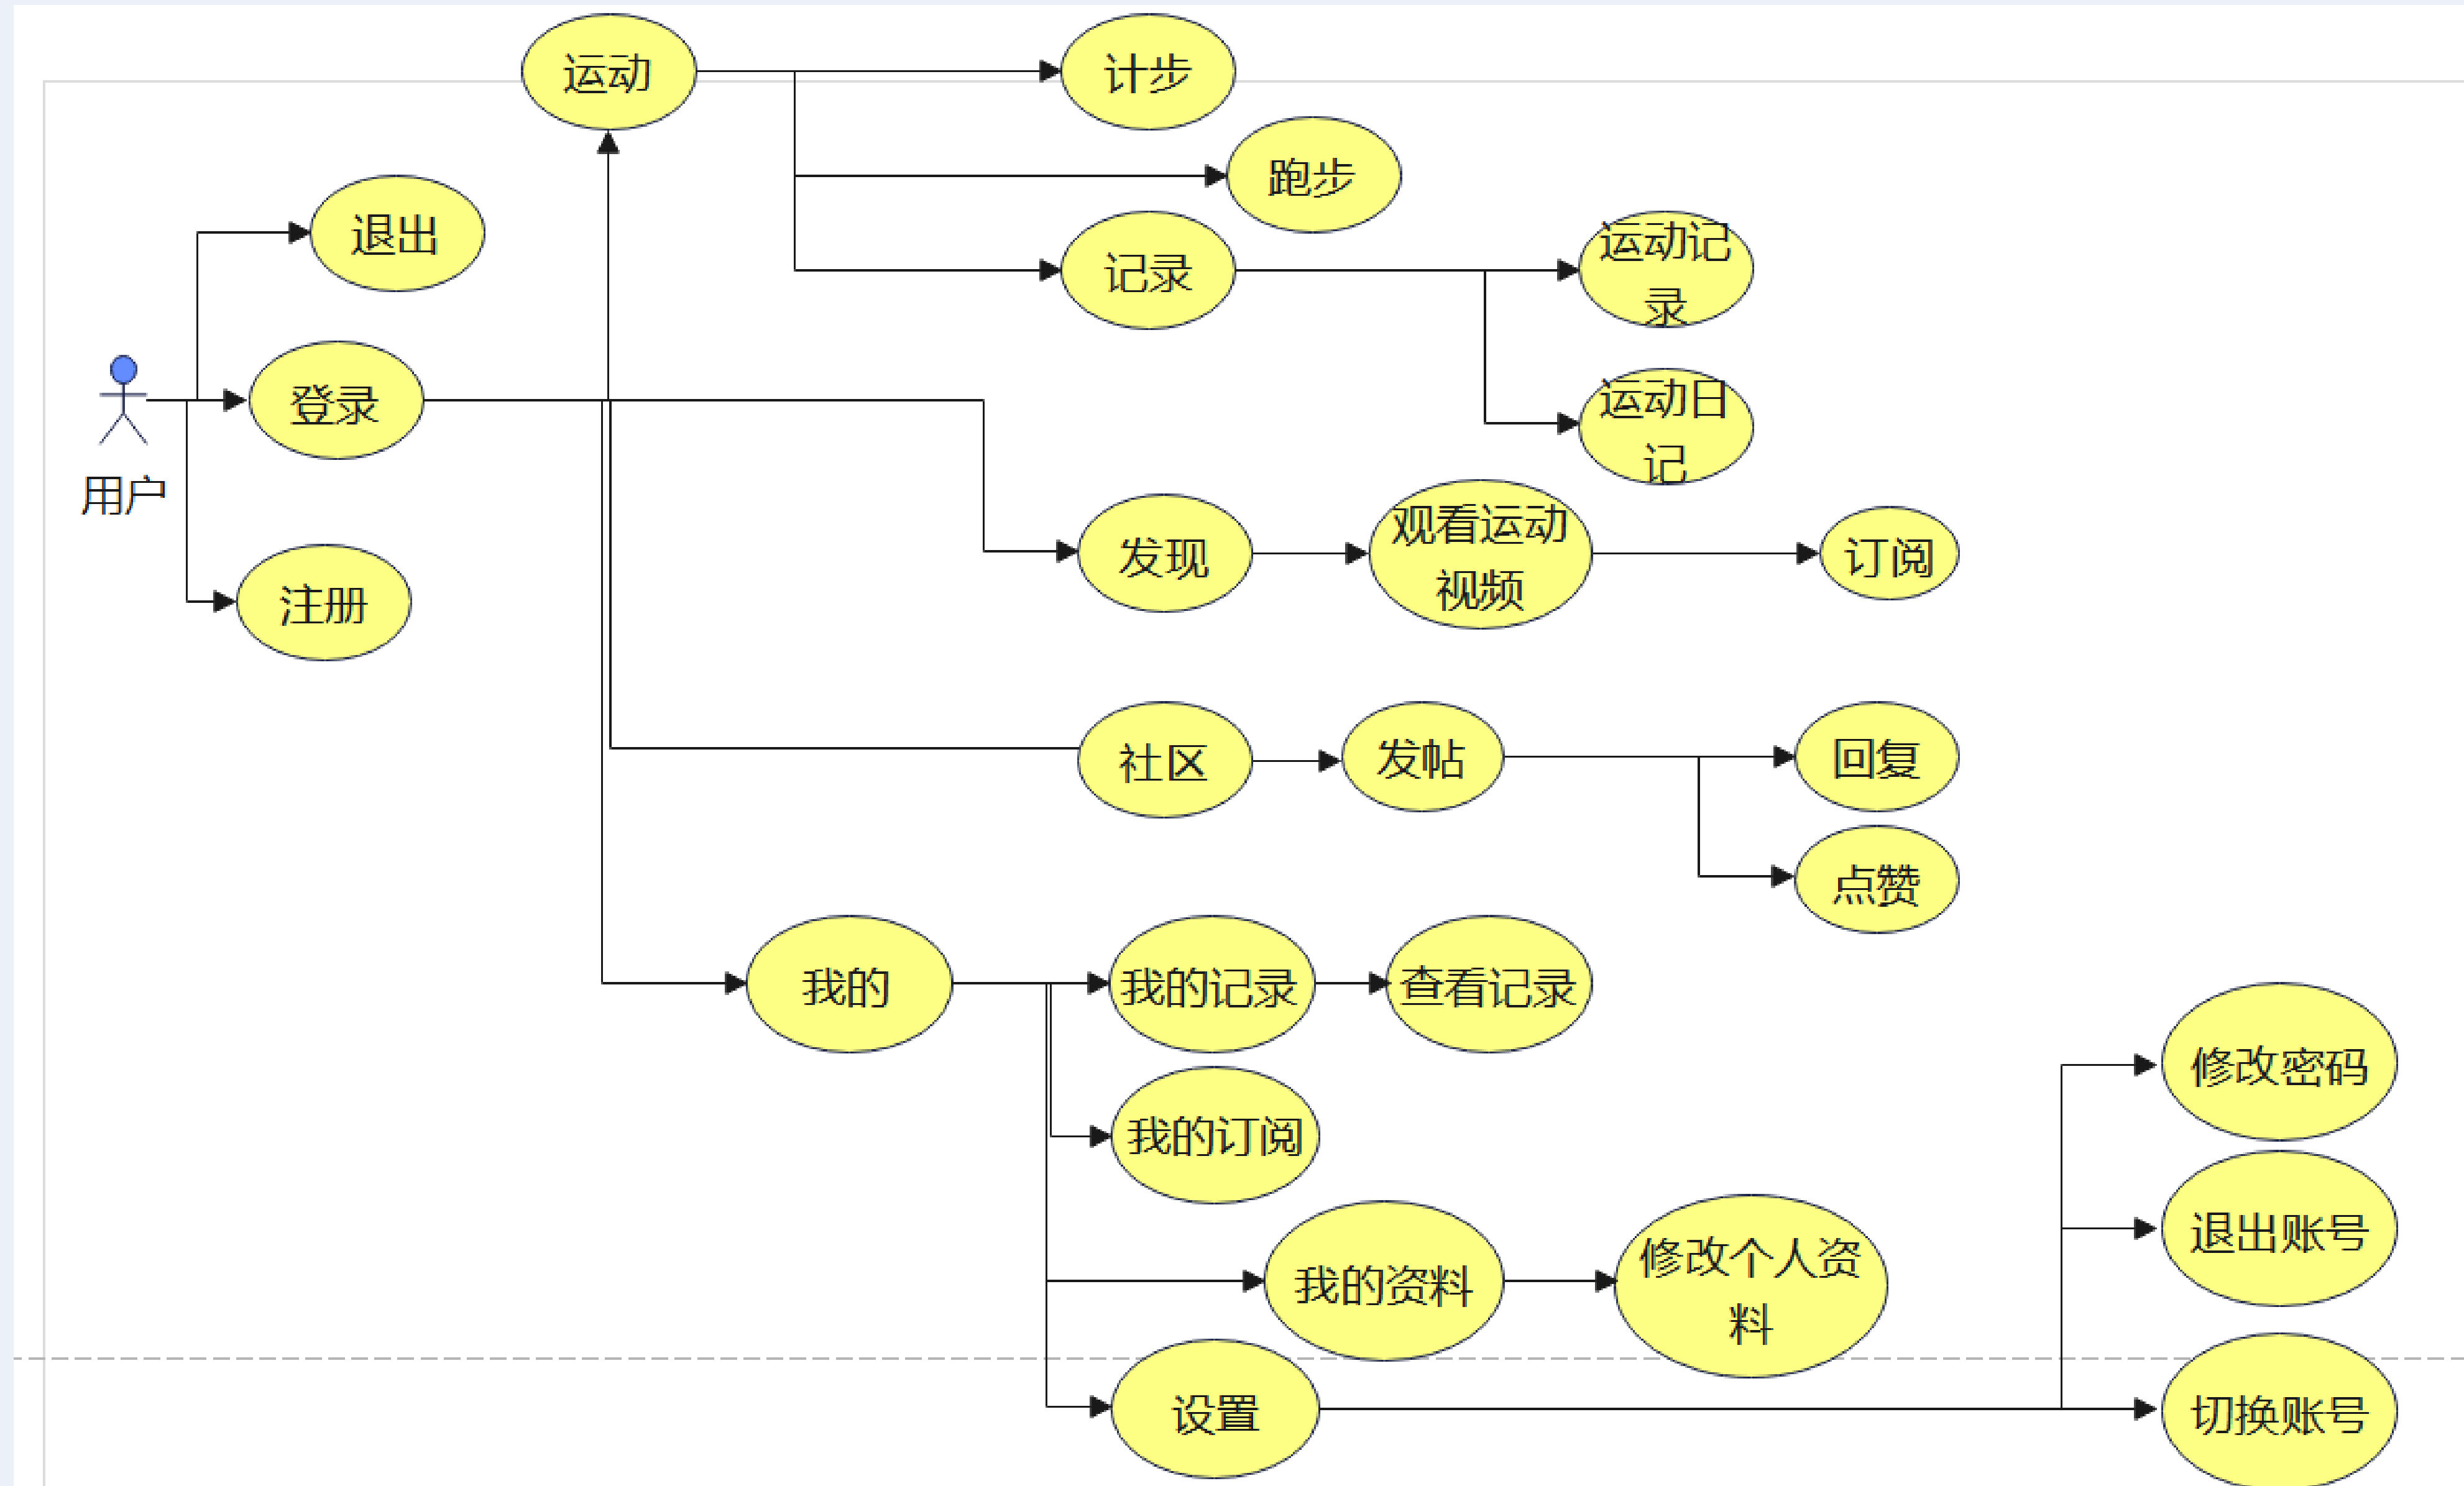 运动
计步
跑步
退出
记录
运动记
录
登录
运动日
记
用户
发现
观看运动
视频
订阅
注册
社区
发帖
回复
点赞
我的
我的记录
查看记录
修改密码
我的订阅
退出账号
我的资料
修改个人资
料
设置
切换账号